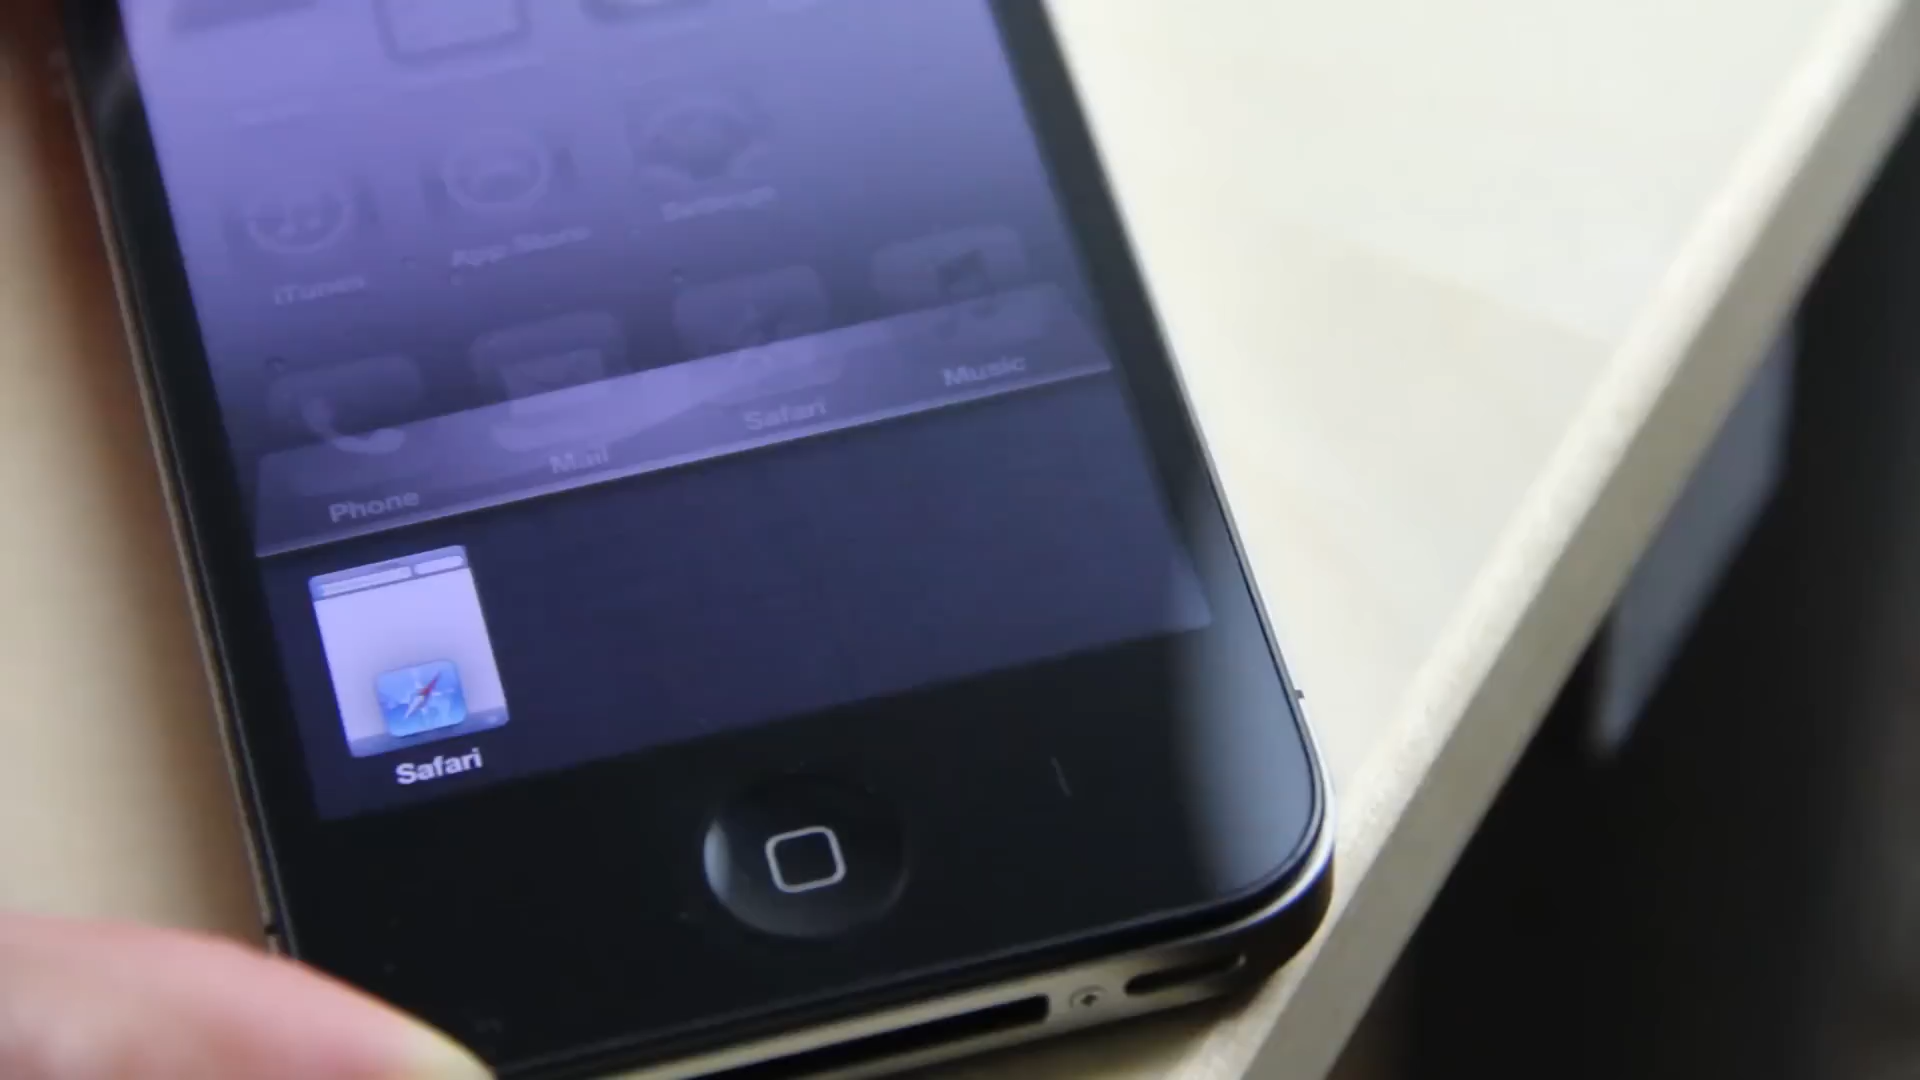 iTunes
App Store
Settings
Phone
Mail
Safari
Music
Safari